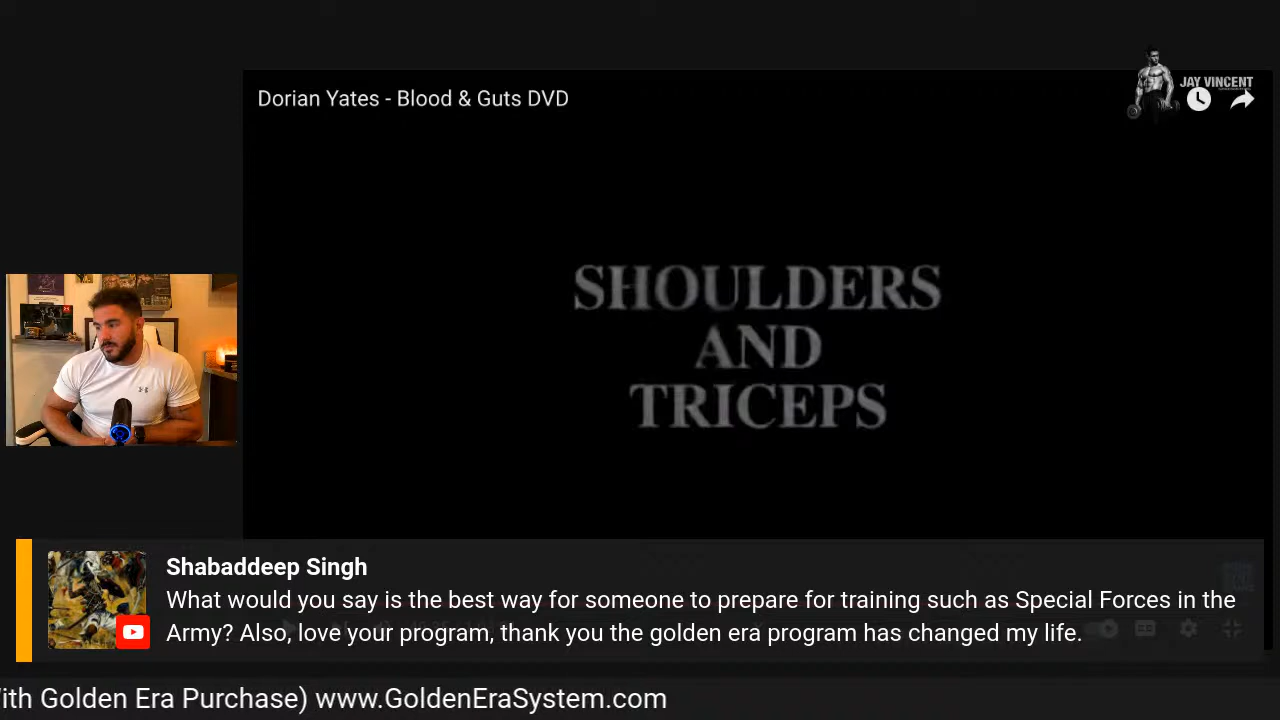 Dorian Yates - Blood & Guts DVD
JAY VINCENT
SHOULDERS
AND
TRICEPS
Shabaddeep Singh
What would you say is the best way for someone to prepare for training such as Special Forces in the
Army? Also, love your program, thank you the golden era program has changed my life.
ith Golden Era Purchase) www.GoldenEraSystem.com